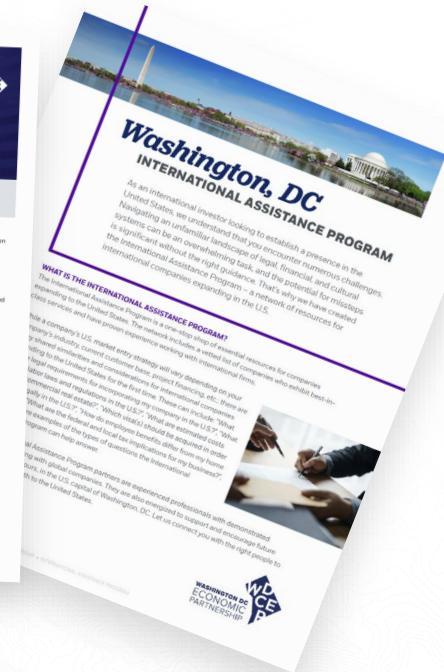 Washington, DC
INTERNATIONAL ASSISTANCE PROGRAM
As an international investor looking to establish a presence in the
United States, we understand that you encounter numerous challenges.
Navigating an unfamiliar landscape of legal, financial, and cultural
systems can be an overwhelming task, and the potential for missteps
is significant without the right guidance. That's why we have created
the International Assistance Program – a network of resources for
international companies expanding in the U.S.
WHAT IS THE INTERNATIONAL ASSISTANCE PROGRAM?
The International Assistance Program is a one-stop shop of essential resources for companies
expanding to the United States. The network includes a vetted list of companies who exhibit best-in-
class services and have proven experience working with international firms.
a company's U.S. market entry strategy will vary depending on your
company's industry, current customer base, project financing, etc., there are
shared similarities and considerations for international companies
to the United States for the first time. These can include: "What
legal requirements for incorporating my company in the U.S.?", "What
labor laws and regulations in the U.S.?", "What are estimated costs
commercial real estate?", "Which visa(s) should be acquired in order
U.S.?", "How do employee benefits differ from my home
"What are the federal and local tax implications for my business?",
examples of the types of questions the International
program can help answer.
Assistance Program partners are experienced professionals with demonstrated
with global companies. They are also energized to support and encourage future
in the U.S. capital of Washington, DC. Let us connect you with the right people to
to the United States.
INTERNATIONAL ASSISTANCE PROGRAM
WASHINGTON DC
ECONOMIC
PARTNERSHIP
WDCEP